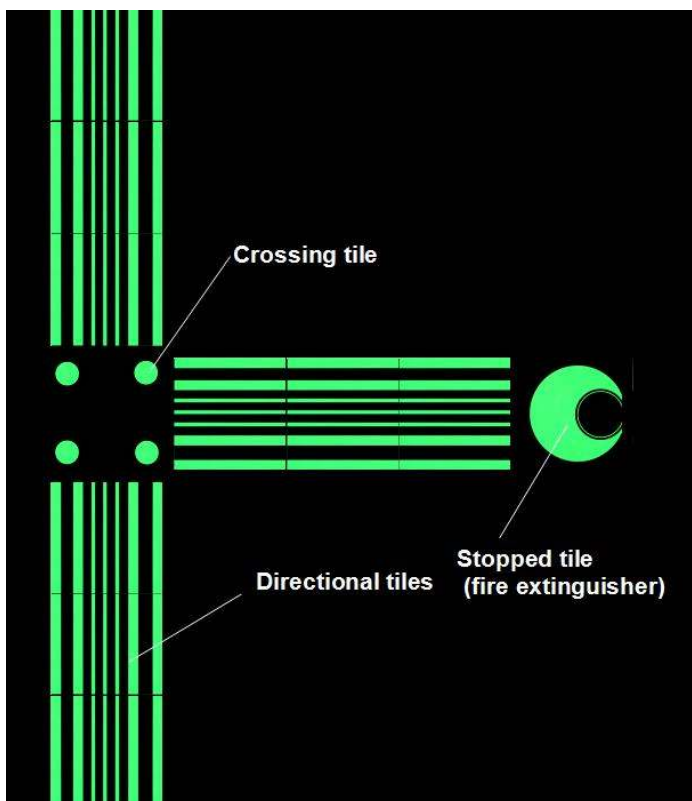 Crossing tile
Stopped tile
(fire extinguisher)
Directional tiles